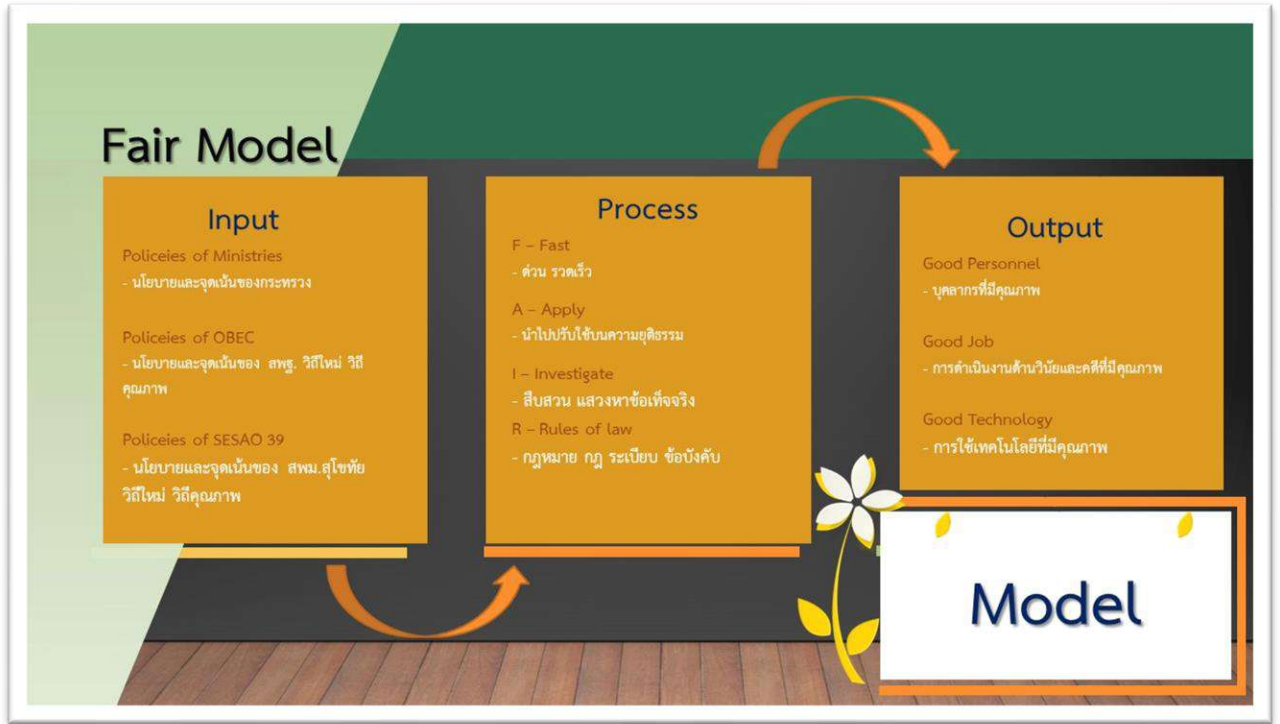 Fair Model
Input
Policeies of Ministries
- นโยบายและจุดเน้นของกระทรวง
Policeies of OBEC
- นโยบายและจุดเน้นของ สพฐ. วิถีใหม่ วิถี
คุณภาพ
Policeies of SESAO 39
- นโยบายและจุดเน้นของ สพม.สุโขทัย
วิถีใหม่ วิถีคุณภาพ
Process
F – Fast
- ด่วน รวดเร็ว
A – Apply
- นำไปปรับใช้บนความยุติธรรม
I – Investigate
- สืบสวน แสวงหาข้อเท็จจริง
R – Rules of law
- กฎหมาย กฎ ระเบียบ ข้อบังคับ
Output
Good Personnel
- บุคลากรที่มีคุณภาพ
Good Job
- การดำเนินงานด้านวินัยและคดีที่มีคุณภาพ
Good Technology
- การใช้เทคโนโลยีที่มีคุณภาพ
Model